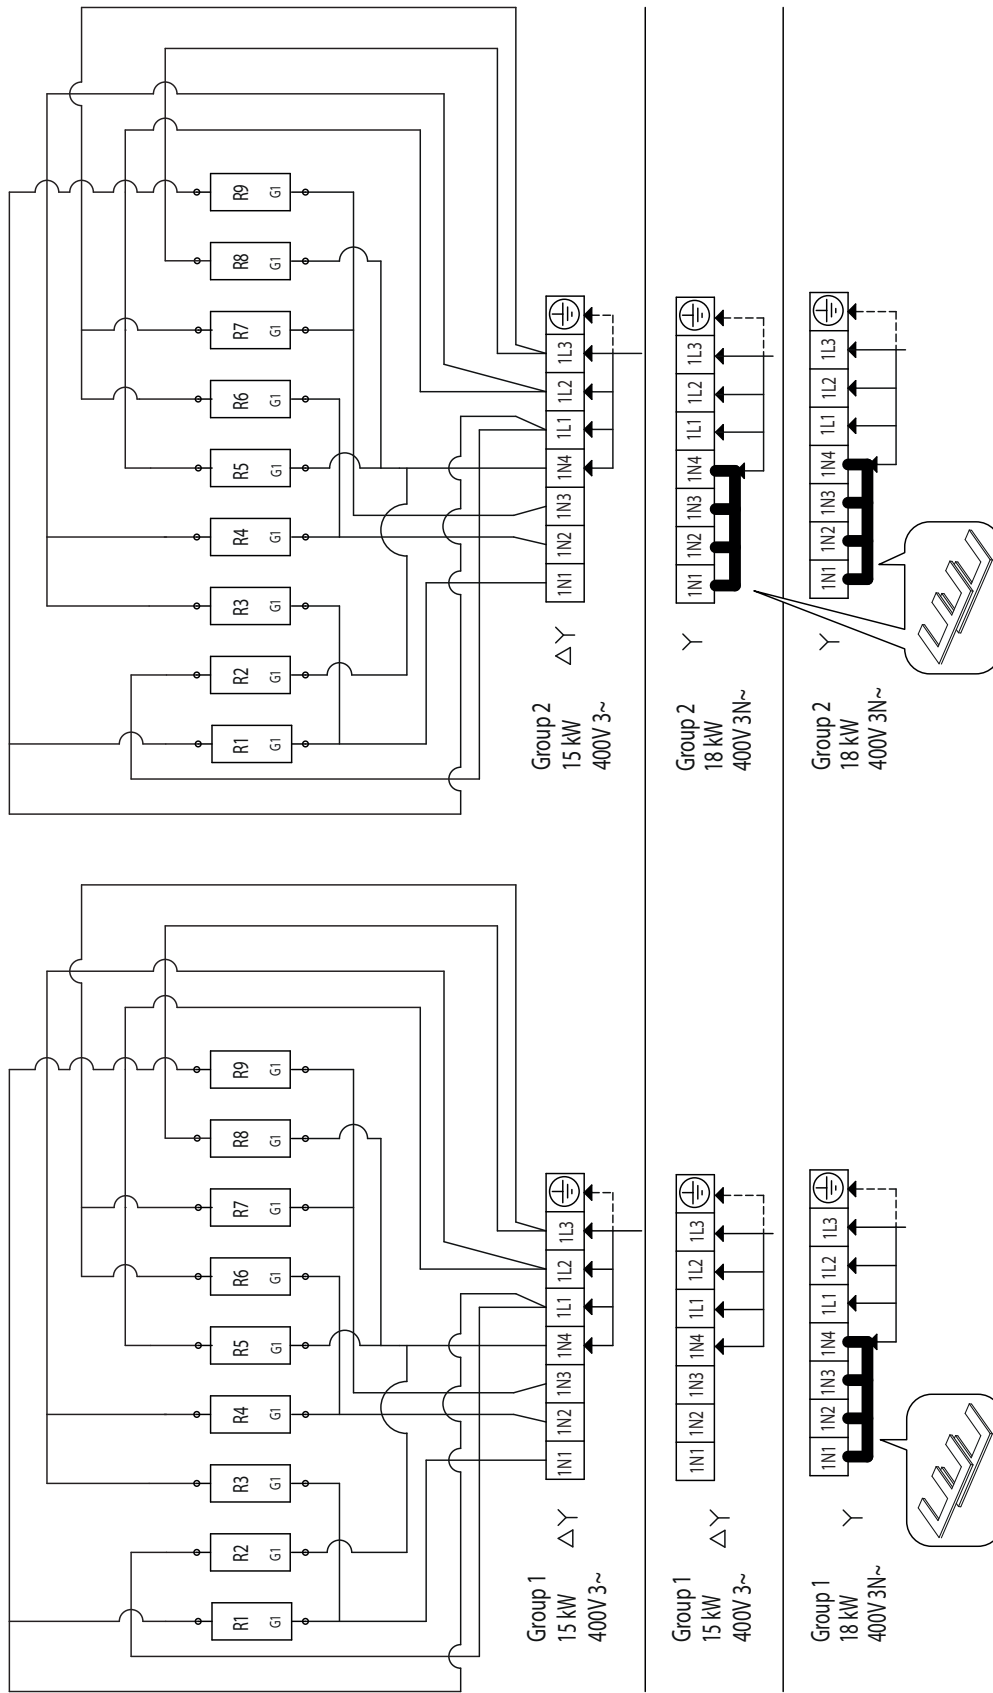 R1
G1
R2
G1
R3
G1
R4
G1
R5
G1
R6
G1
R7
G1
R8
G1
R9
G1
Group 1
15 kW
400V 3~
△ Y
1N1 1N2 1N3 1N4 1L1 1L2 1L3
R1
G1
R2
G1
R3
G1
R4
G1
R5
G1
R6
G1
R7
G1
R8
G1
R9
G1
Group 2
15 kW
400V 3~
△ Y
1N1 1N2 1N3 1N4 1L1 1L2 1L3
Group 1
15 kW
400V 3~
△ Y
1N1 1N2 1N3 1N4 1L1 1L2 1L3
Group 2
18 kW
400V 3N~
Y
1N1 1N2 1N3 1N4 1L1 1L2 1L3
Group 1
18 kW
400V 3N~
Y
1N1 1N2 1N3 1N4 1L1 1L2 1L3
Group 2
18 kW
400V 3N~
Y
1N1 1N2 1N3 1N4 1L1 1L2 1L3